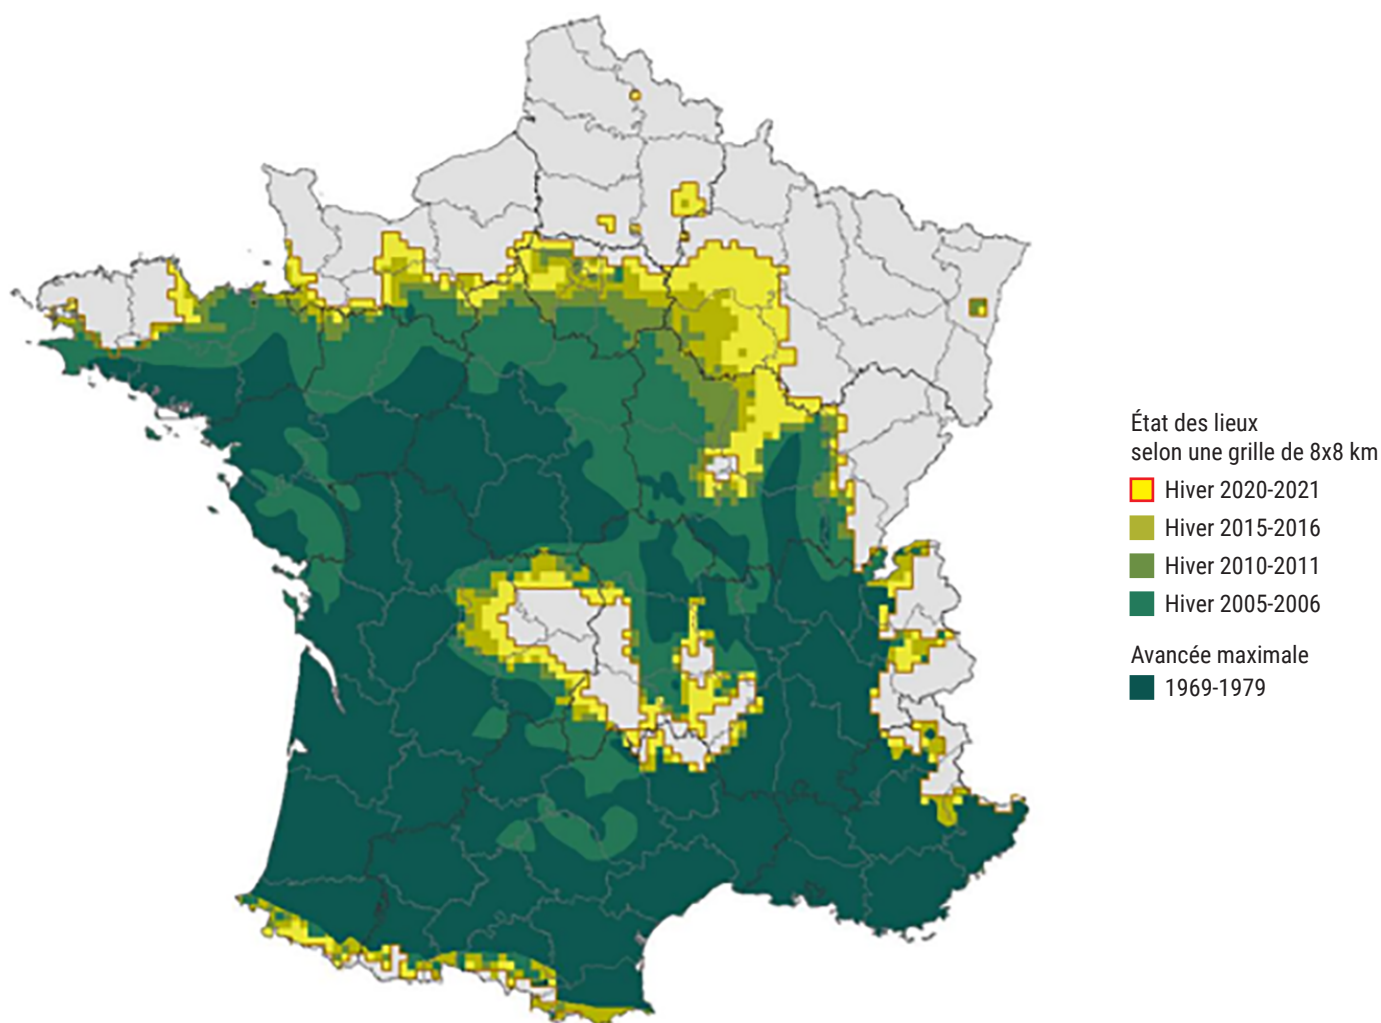 État des lieux
selon une grille de 8x8 km
Hiver 2020-2021
Hiver 2015-2016
Hiver 2010-2011
Hiver 2005-2006
Avancée maximale
1969-1979